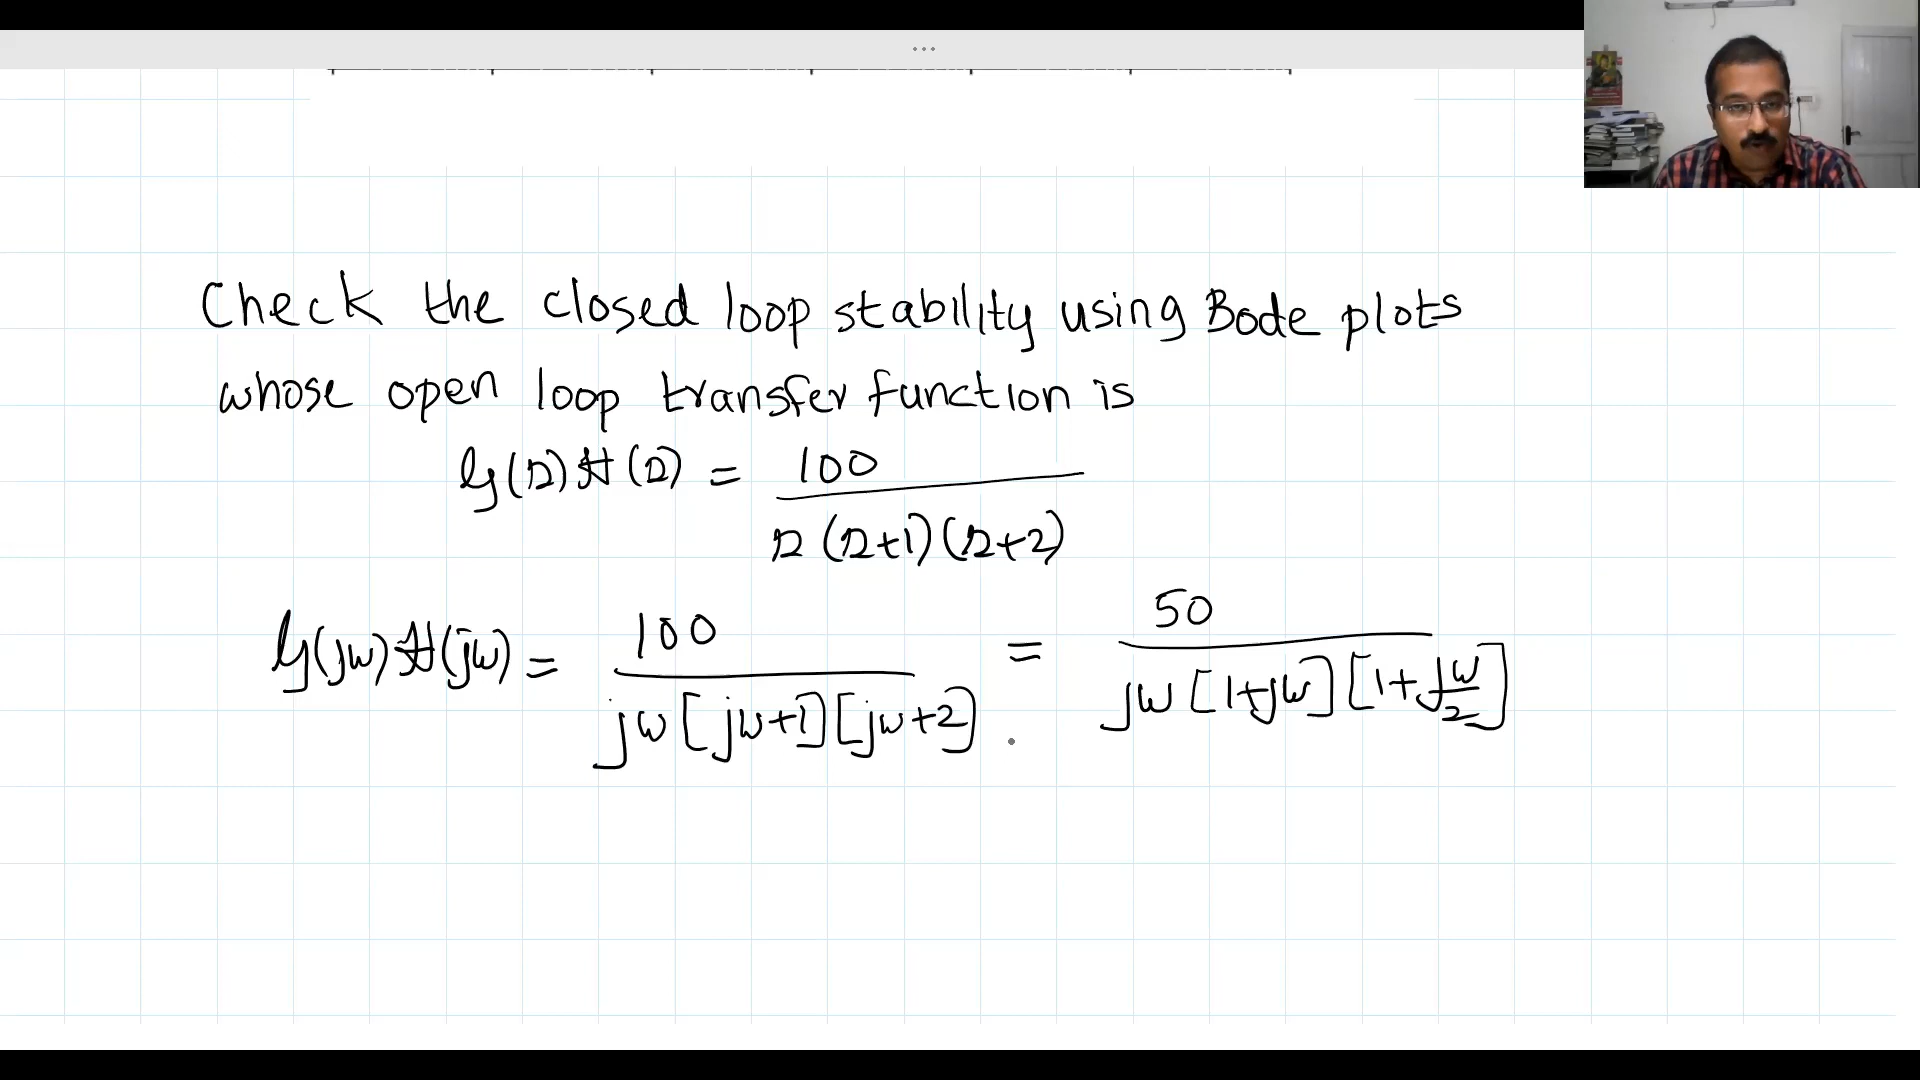 Check the closed loop stability using Bode plots
whose open loop transfer function is
G(s)H(s) = 100 / s(s+1)(s+2)
G(jω)H(jω) = 100 / jω[jω+1][jω+2] = 50 / jω[1+jω][1+jω/2]